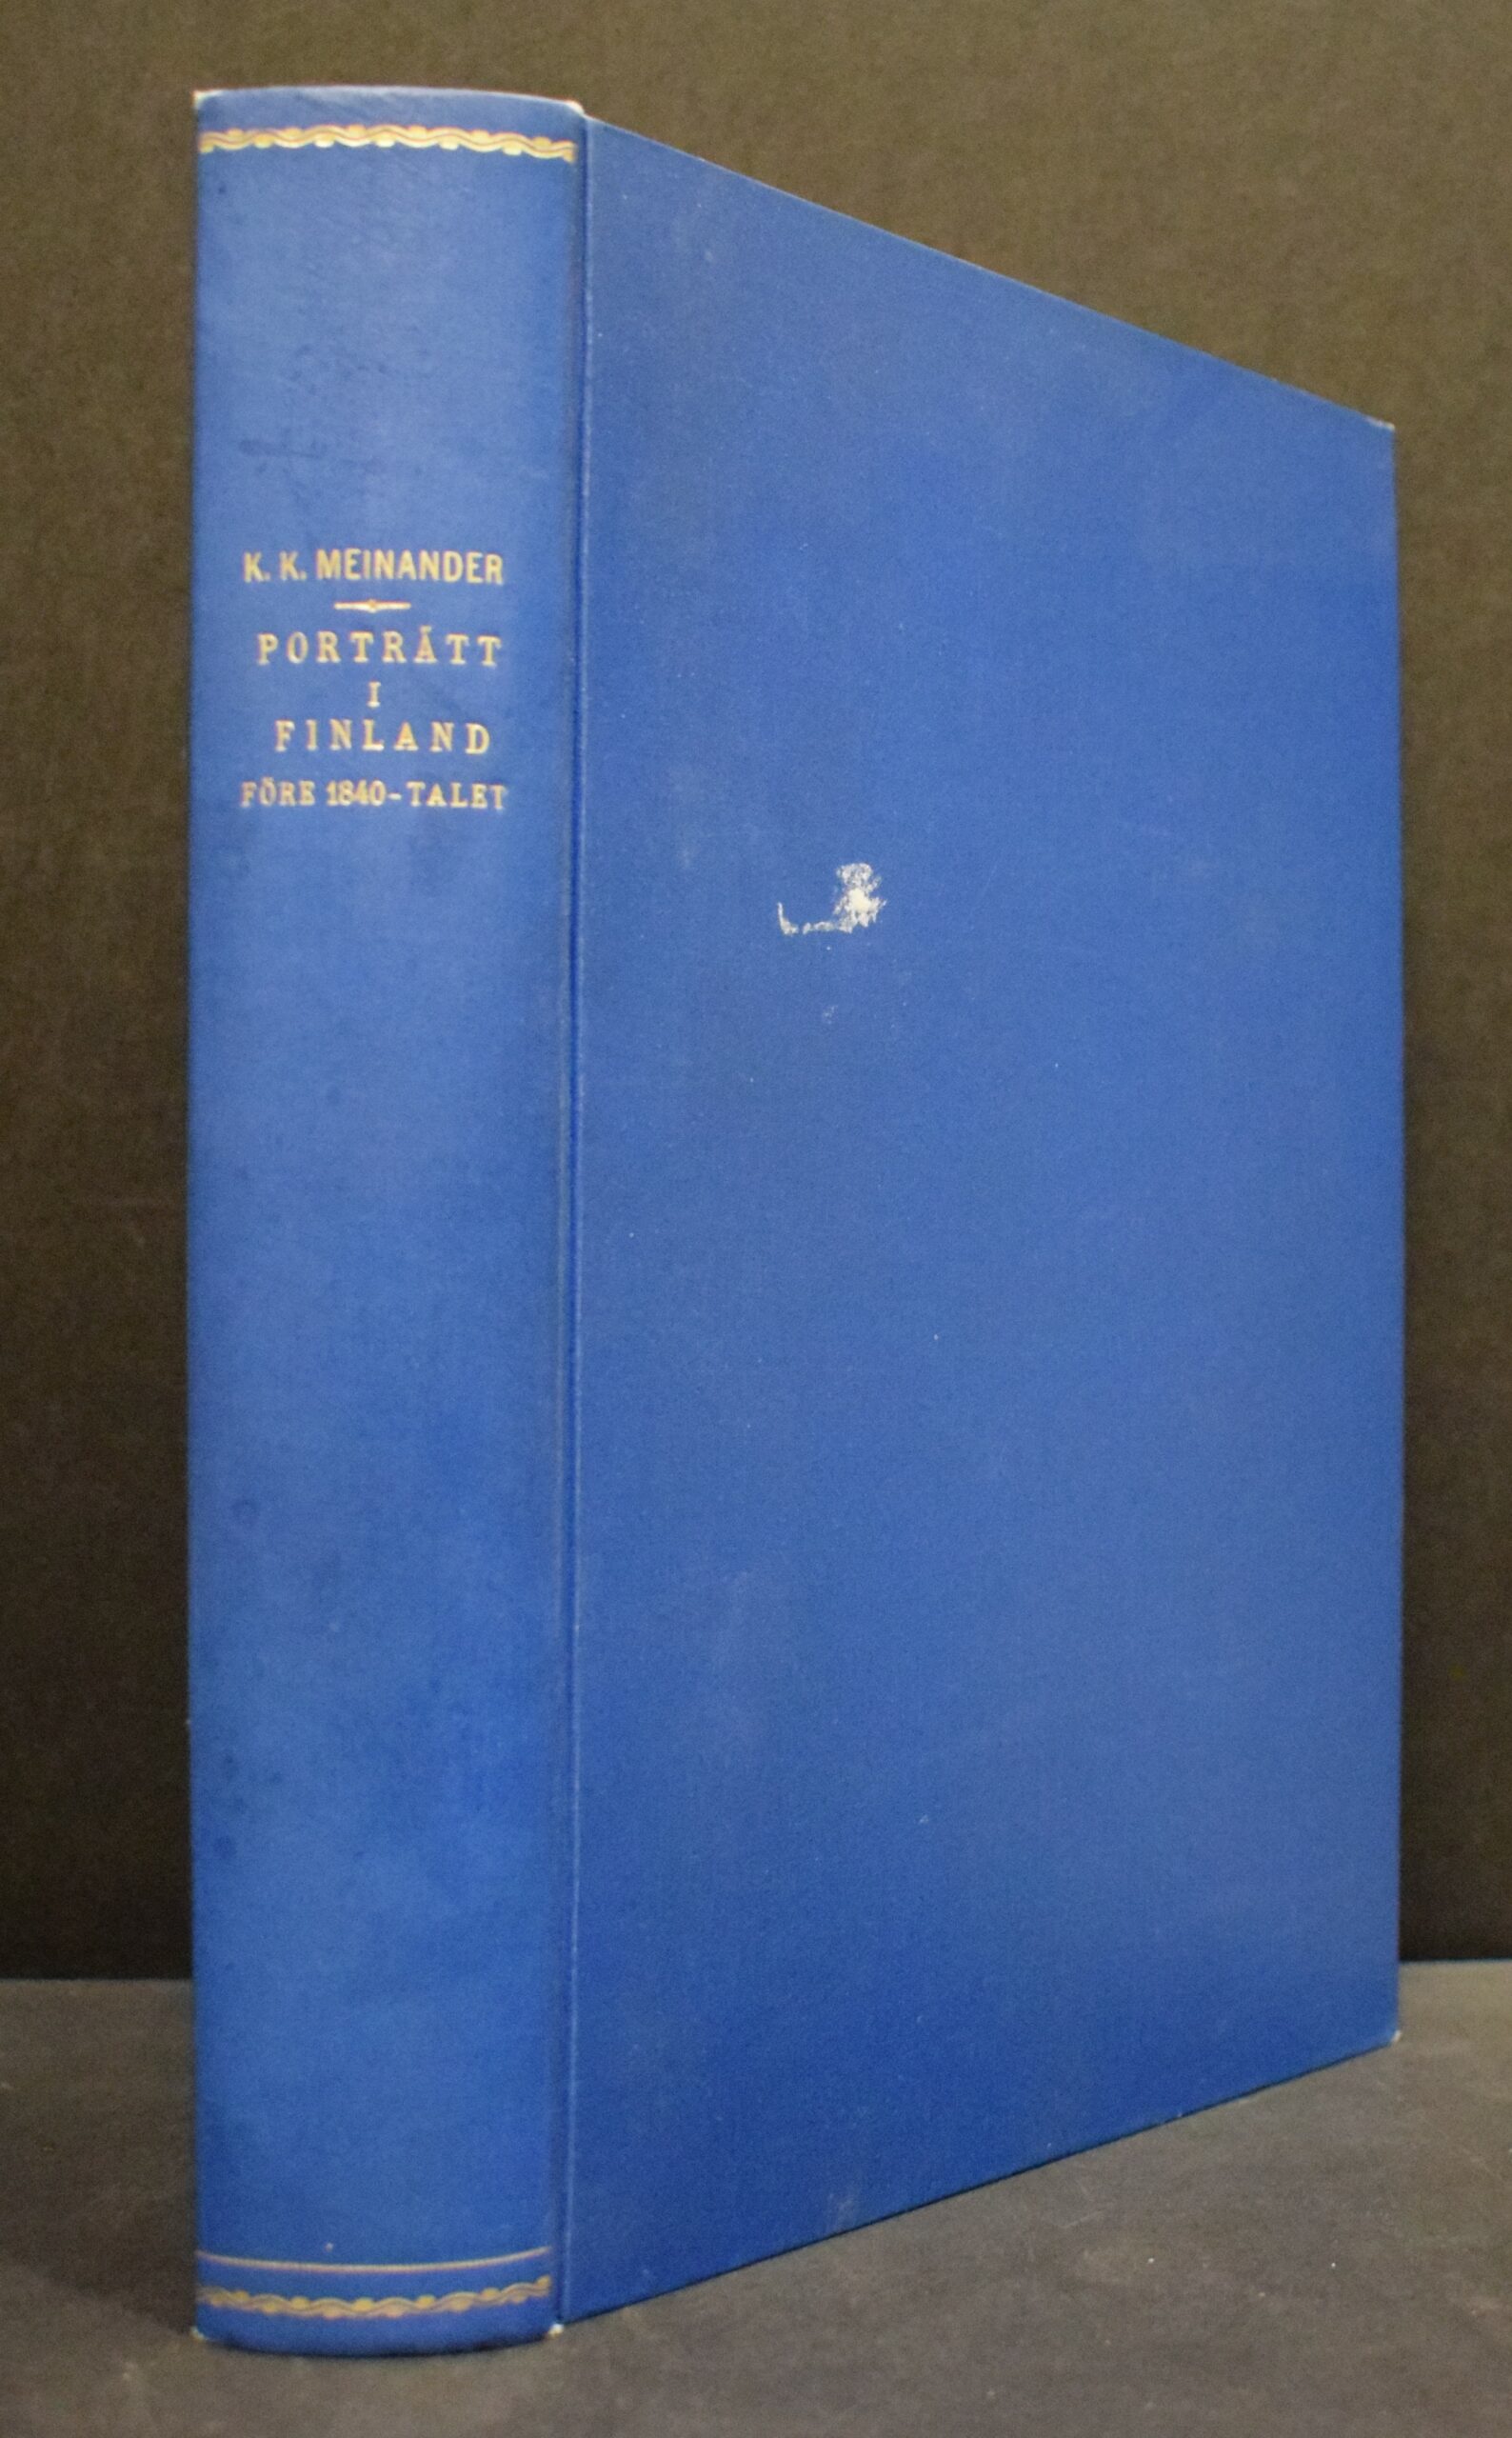 K. K. MEINANDER
PORTRÄTT
I
FINLAND
FÖRE 1840-TALET